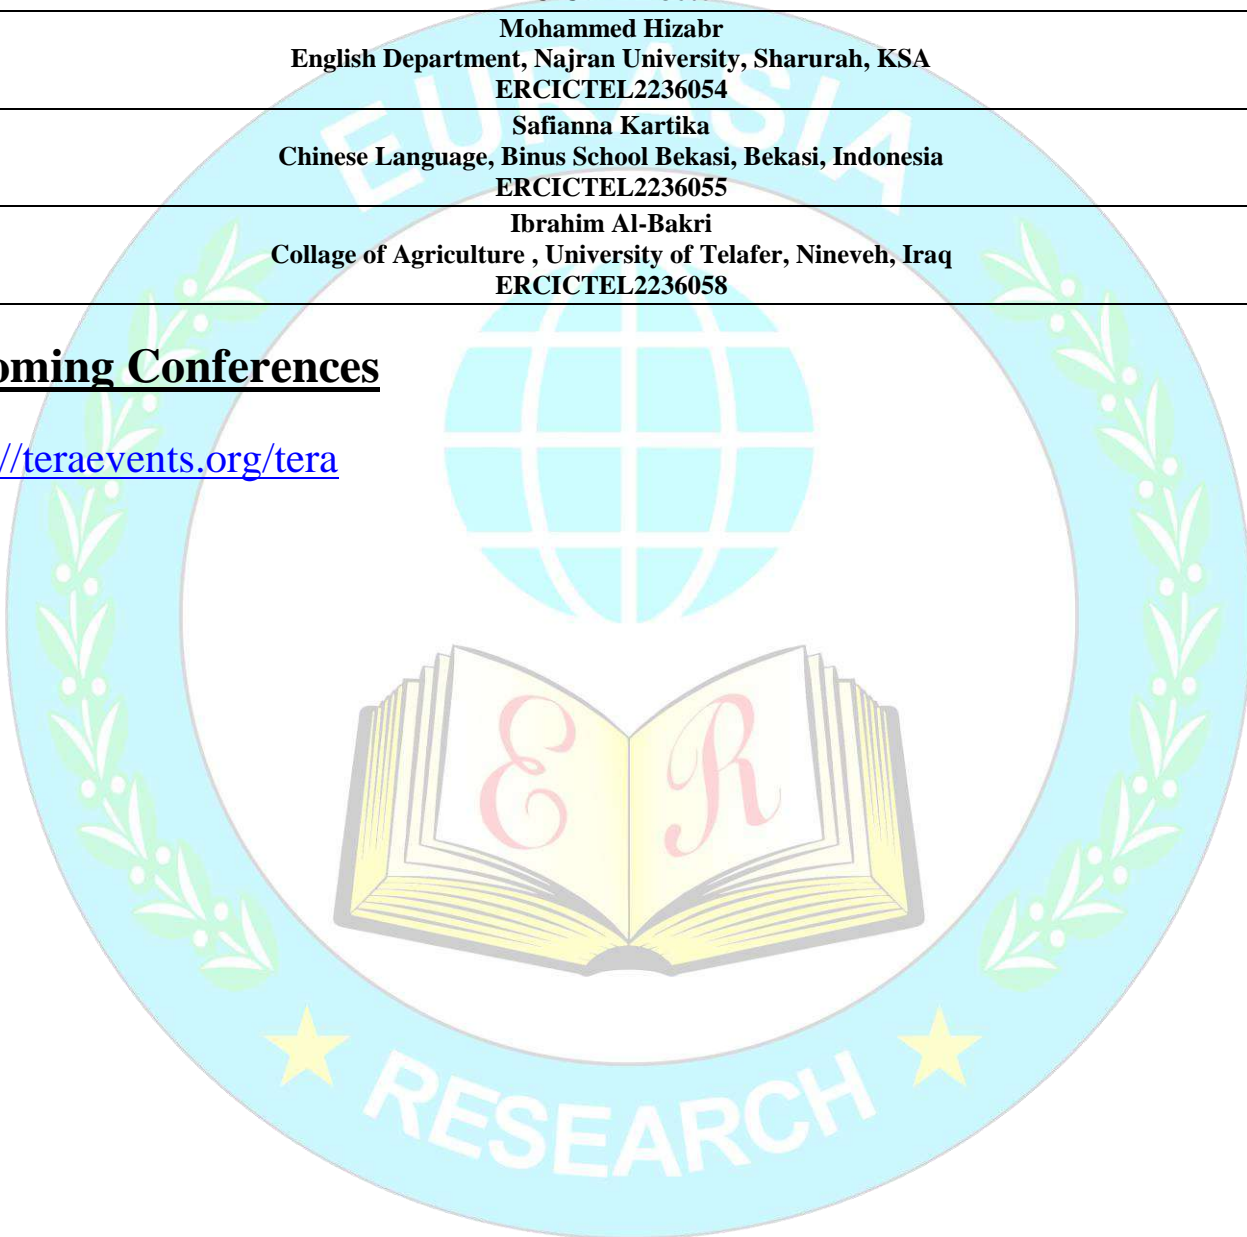 Mohammed Hizabr
English Department, Najran University, Sharurah, KSA
ERCICTEL2236054
Safianna Kartika
Chinese Language, Binus School Bekasi, Bekasi, Indonesia
ERCICTEL2236055
Ibrahim Al-Bakri
Collage of Agriculture , University of Telafer, Nineveh, Iraq
ERCICTEL2236058
oming Conferences
//teraevents.org/tera
EURASIA
E R
RESEARCH